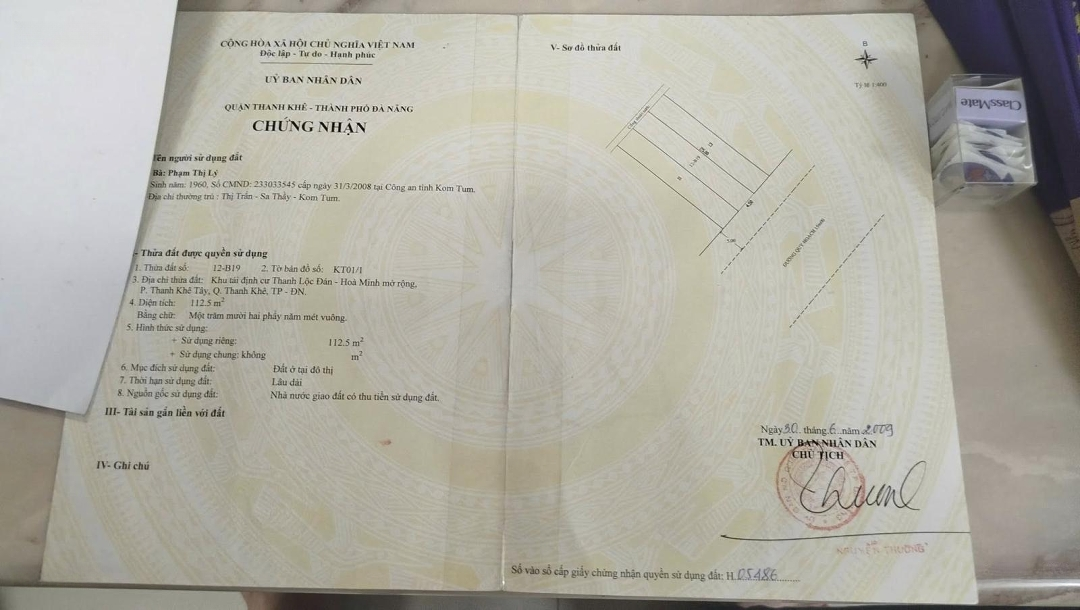 CỘNG HÒA XÃ HỘI CHỦ NGHĨA VIỆT NAM
Độc lập - Tự do - Hạnh phúc
UỶ BAN NHÂN DÂN
QUẬN THANH KHÊ - THÀNH PHỐ ĐÀ NẴNG
CHỨNG NHẬN
Tên người sử dụng đất
Bà: Phạm Thị Lý
Sinh năm: 1960, Số CMND: 233033545 cấp ngày 31/3/2008 tại Công an tỉnh Kom Tum.
Địa chỉ thường trú : Thị Trấn - Sa Thầy - Kom Tum.
- Thửa đất được quyền sử dụng
1. Thửa đất số: 12-B19 2. Tờ bản đồ số: KT01/1
3. Địa chỉ thửa đất: Khu tái định cư Thanh Lộc Đán - Hoà Minh mở rộng,
P. Thanh Khê Tây, Q. Thanh Khê, TP - ĐN.
4. Diện tích: 112.5 m²
Bằng chữ: Một trăm mười hai phẩy năm mét vuông.
5. Hình thức sử dụng:
+ Sử dụng riêng: 112.5 m²
+ Sử dụng chung: không m²
6. Mục đích sử dụng đất: Đất ở tại đô thị
7. Thời hạn sử dụng đất: Lâu dài
8. Nguồn gốc sử dụng đất: Nhà nước giao đất có thu tiền sử dụng đất.
III- Tài sản gắn liền với đất
IV- Ghi chú
V- Sơ đồ thửa đất
B
4.50
ĐƯỜNG QUY HOẠCH
Ngày 30 tháng 6 năm 2009
TM. UỶ BAN NHÂN DÂN
CHỦ TỊCH
NGUYỄN THƯƠNG
Số vào sổ cấp giấy chứng nhận quyền sử dụng đất: H 05486
ClassMate